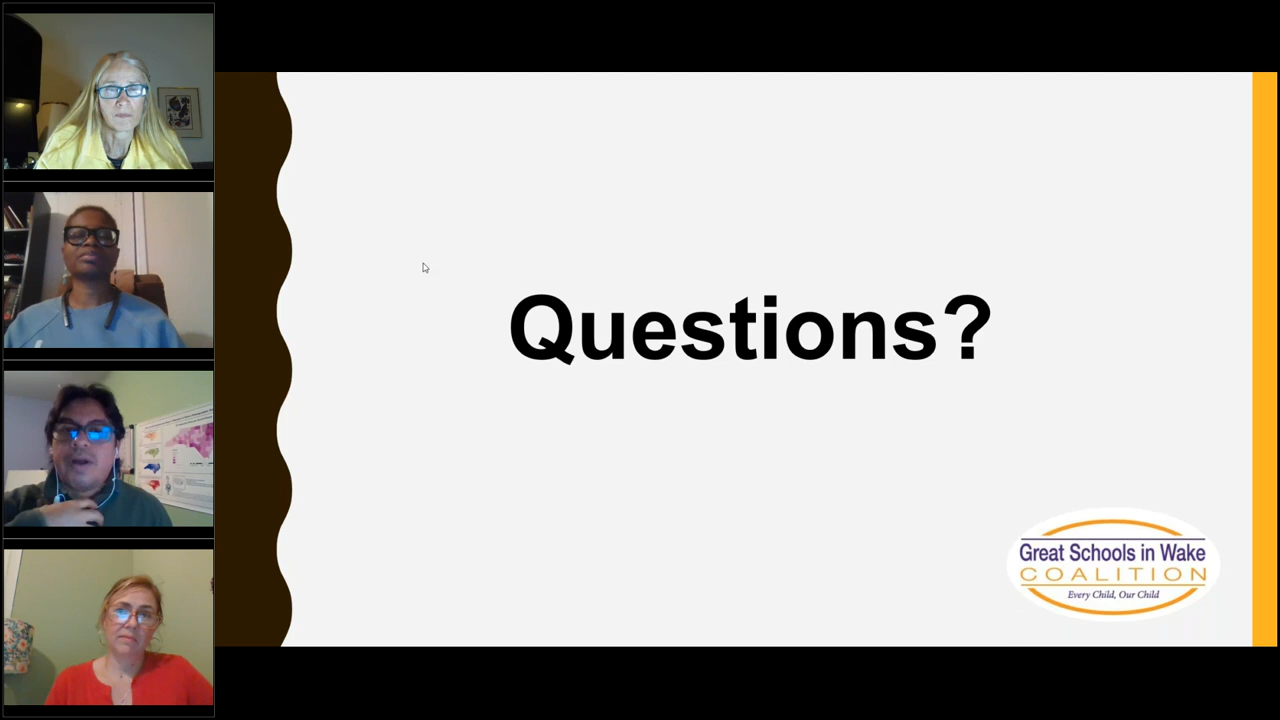 Questions?
Great Schools in Wake
COALITION
Every Child, Our Child